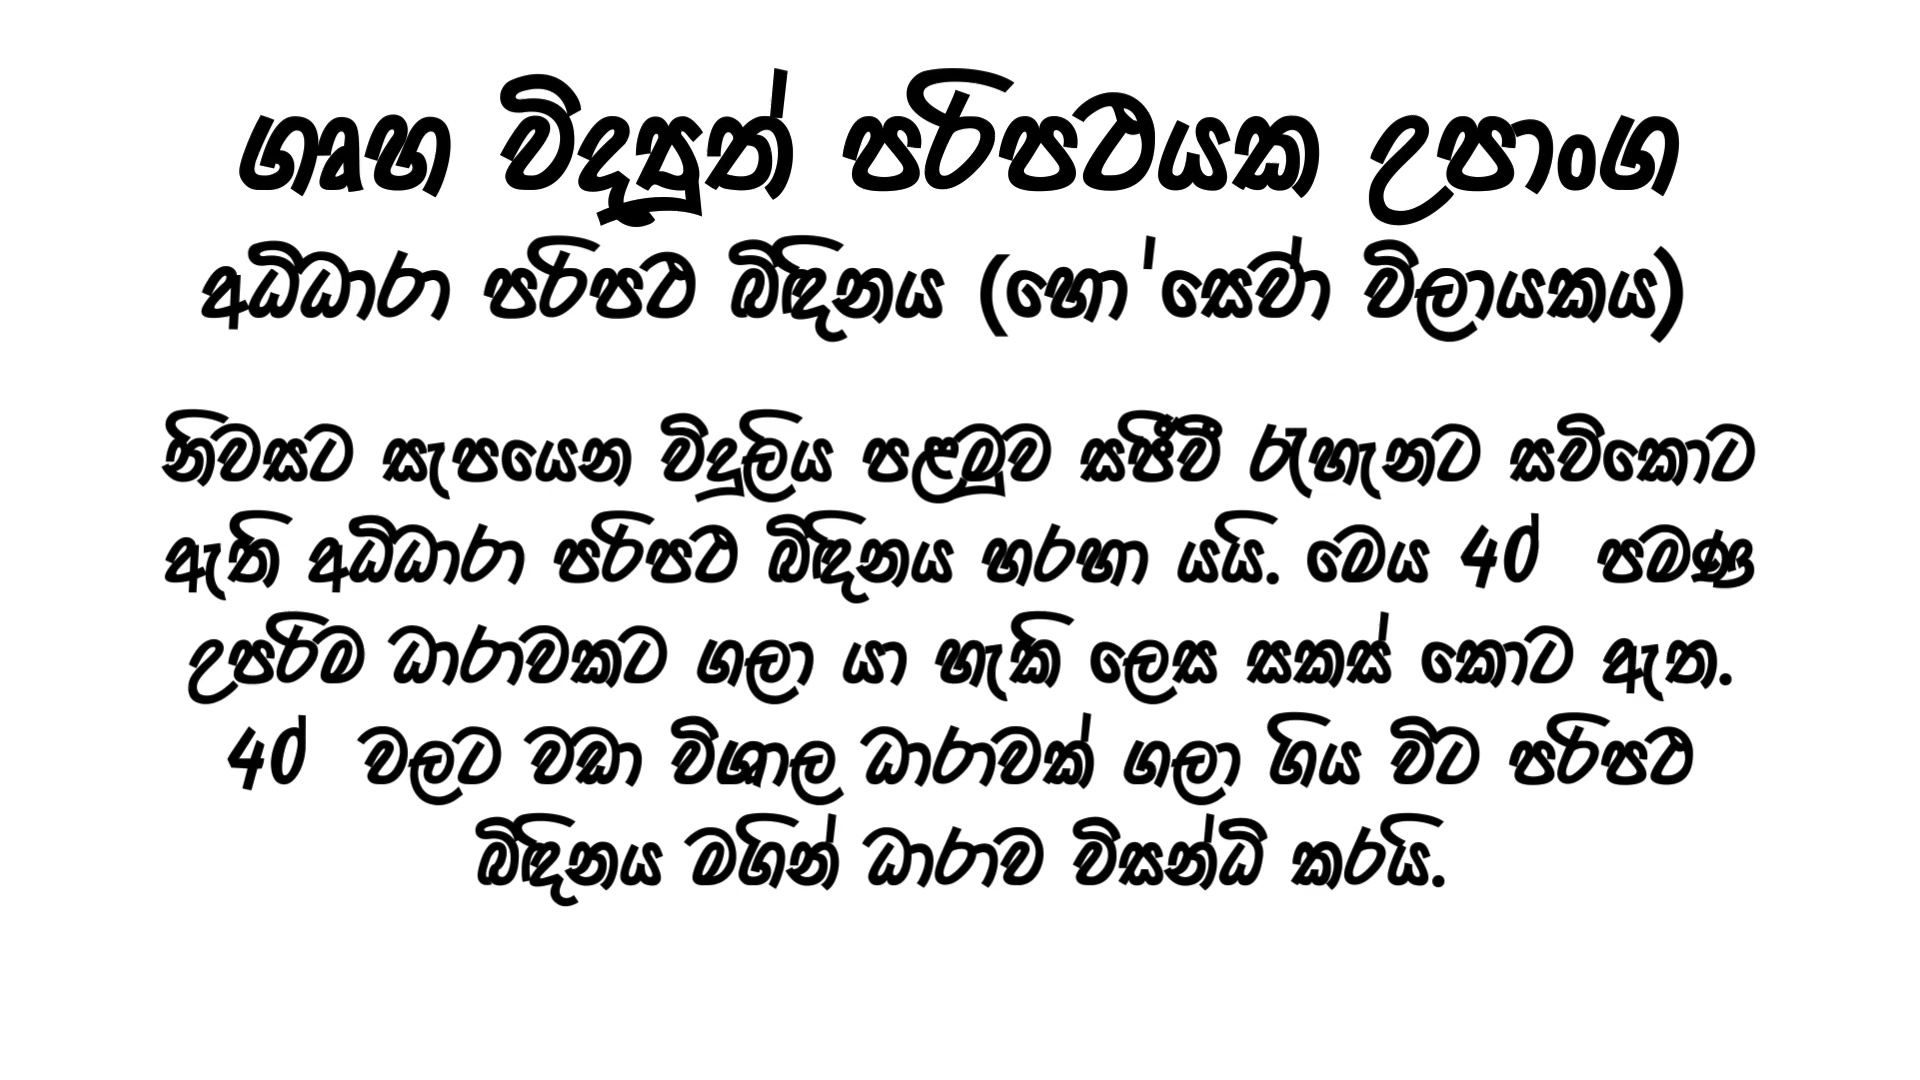 ගෘහ විද්‍යුත් පරිපථයක උපාංග
අධිධාරා පරිපථ බිඳිනය (හො'සෙවා් විලායකය)
නිවසට සැපයෙන විදුලිය පළමුව සජීවී රැහැනට සවිකොට
ඇති අධිධාරා පරිපථ බිඳිනය හරහා යයි. මෙය 40 පමණ
උපරිම ධාරාවකට ගලා යා හැකි ලෙස සකස් කොට ඇත.
40 වලට වඩා විශාල ධාරාවක් ගලා ගිය විට පරිපථ
බිඳිනය මගින් ධාරාව විසන්ධි කරයි.